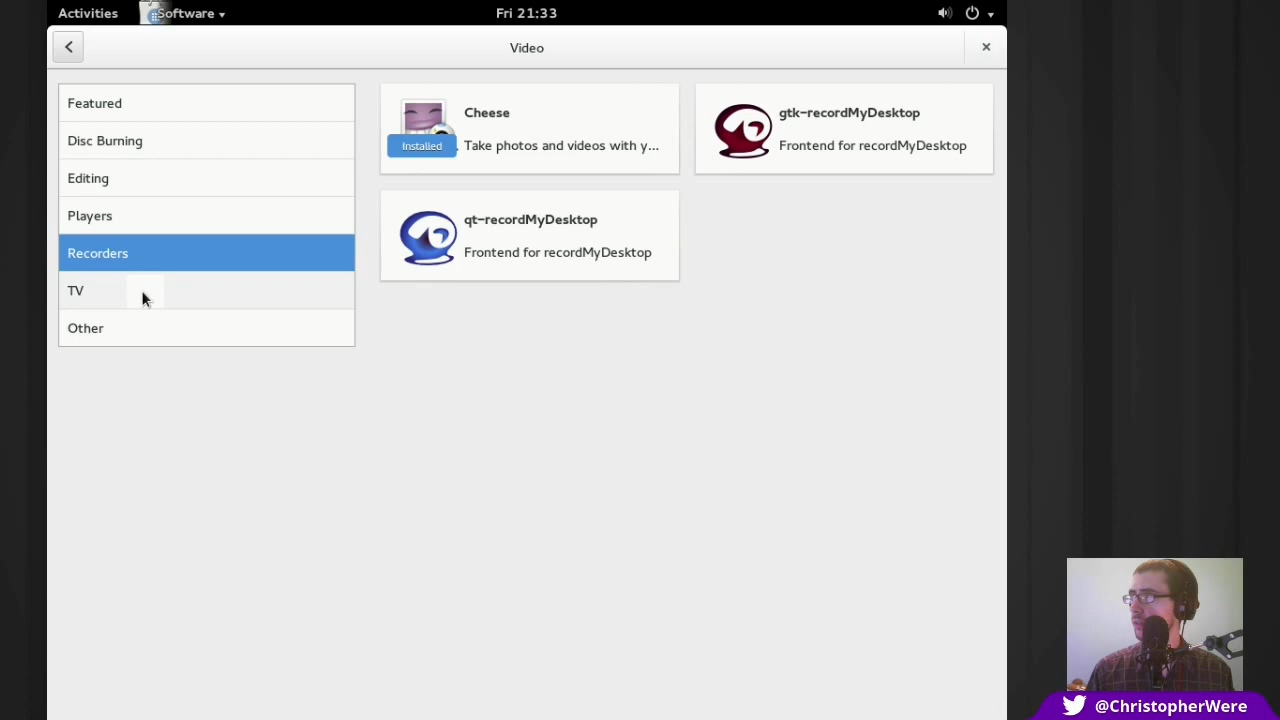 Activities
Software
Fri 21:33
Video
Featured
Disc Burning
Editing
Players
Recorders
TV
Other
Cheese
Installed
Take photos and videos with y...
gtk-recordMyDesktop
Frontend for recordMyDesktop
qt-recordMyDesktop
Frontend for recordMyDesktop
@ChristopherWere